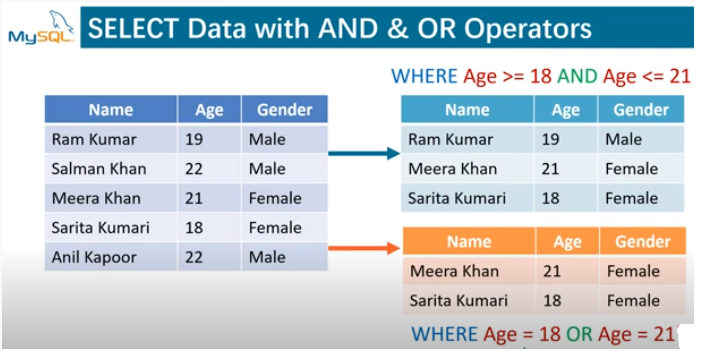 MySQL
SELECT Data with AND & OR Operators
WHERE Age >= 18 AND Age <= 21
Name Age Gender
Ram Kumar 19 Male
Salman Khan 22 Male
Meera Khan 21 Female
Sarita Kumari 18 Female
Anil Kapoor 22 Male
Name Age Gender
Ram Kumar 19 Male
Meera Khan 21 Female
Sarita Kumari 18 Female
Name Age Gender
Meera Khan 21 Female
Sarita Kumari 18 Female
WHERE Age = 18 OR Age = 21